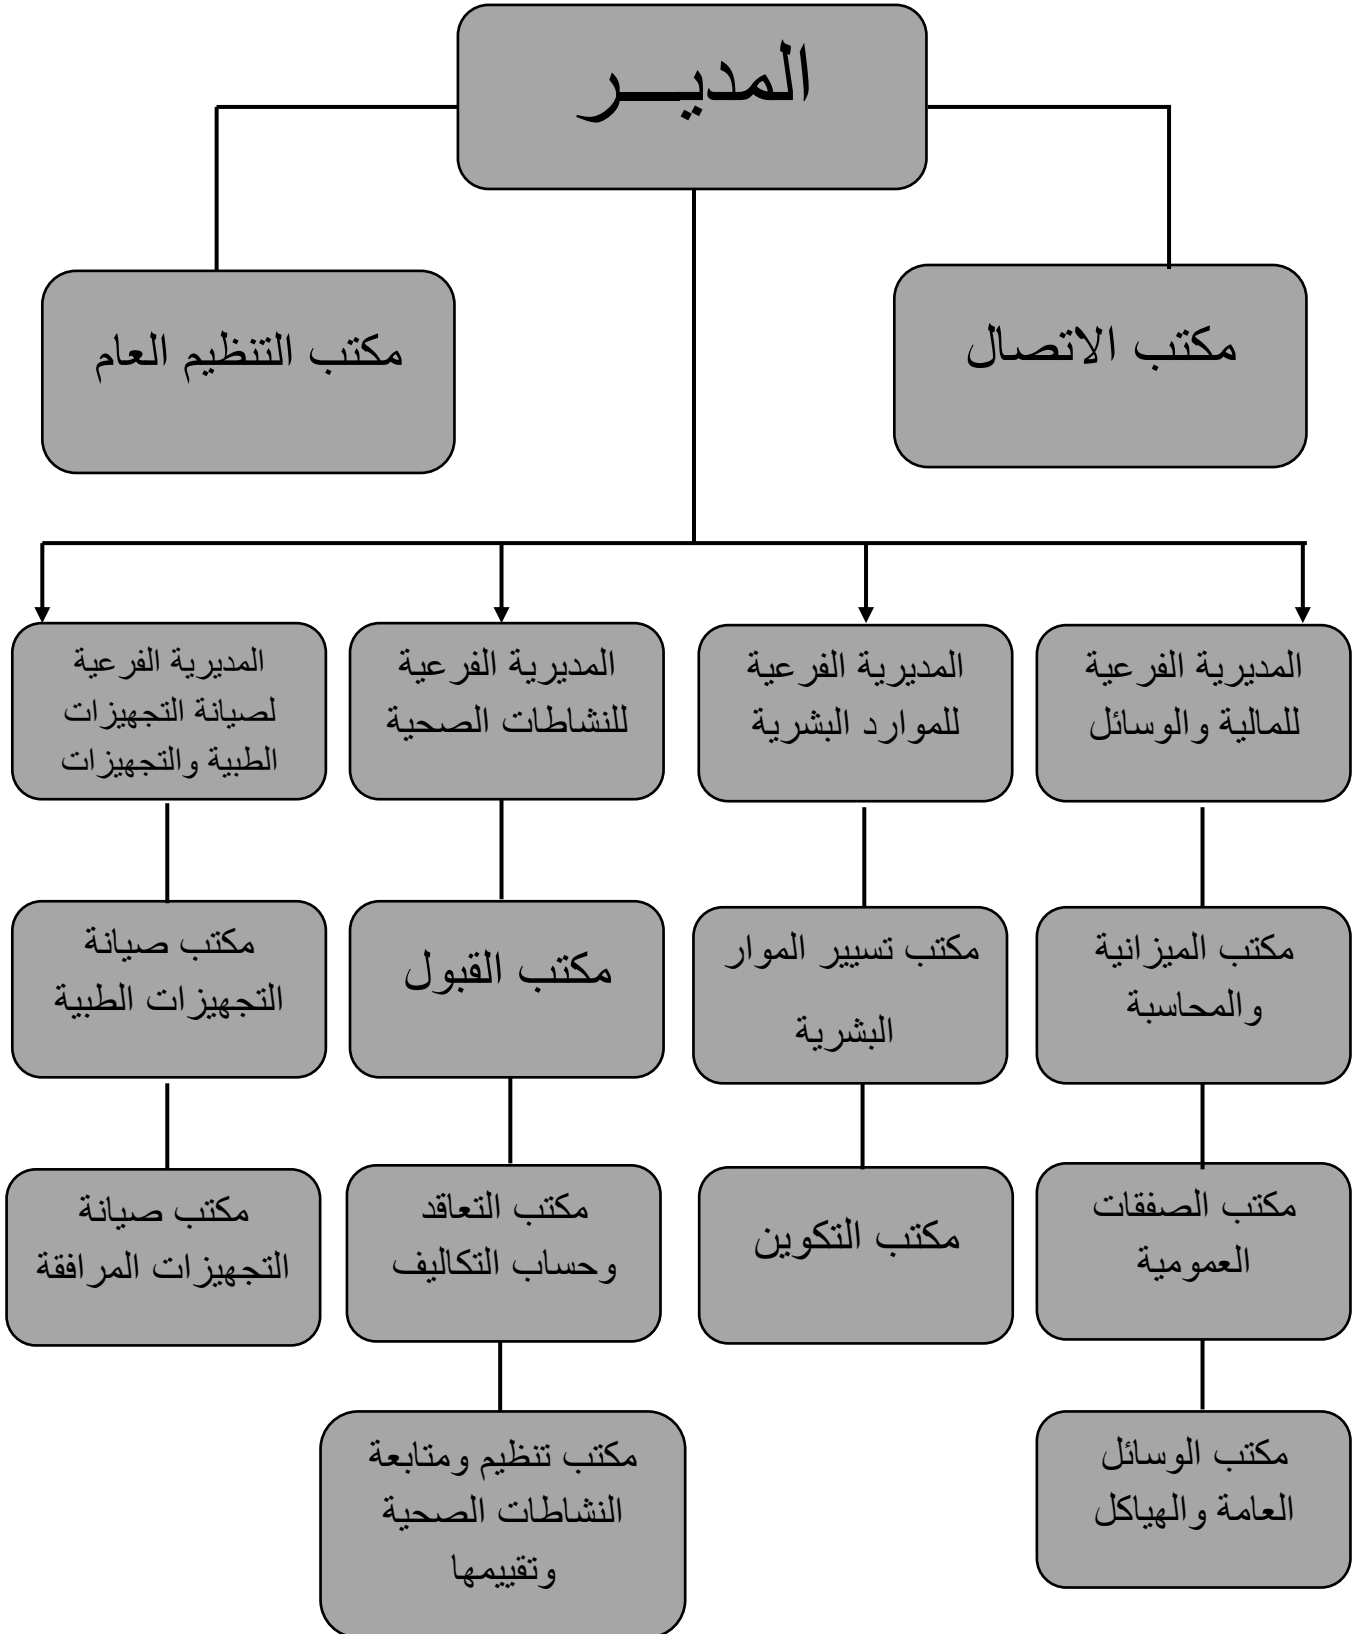 المديـــر
مكتب الاتصال
مكتب التنظيم العام
المديرية الفرعية
للمالية والوسائل
المديرية الفرعية
للموارد البشرية
المديرية الفرعية
للنشاطات الصحية
المديرية الفرعية
لصيانة التجهيزات
الطبية والتجهيزات
مكتب الميزانية
والمحاسبة
مكتب تسيير الموار
البشرية
مكتب القبول
مكتب صيانة
التجهيزات الطبية
مكتب الصفقات
العمومية
مكتب التكوين
مكتب التعاقد
وحساب التكاليف
مكتب صيانة
التجهيزات المرافقة
مكتب الوسائل
العامة والهياكل
مكتب تنظيم ومتابعة
النشاطات الصحية
وتقييمها